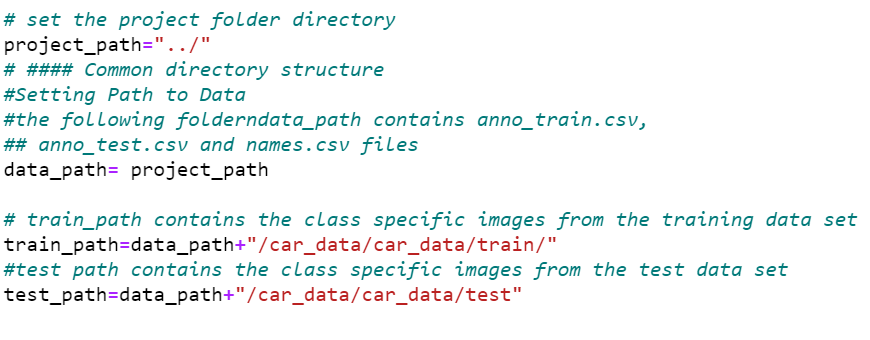 # set the project folder directory
project_path="../"
# #### Common directory structure
#Setting Path to Data
#the following folderndata_path contains anno_train.csv,
## anno_test.csv and names.csv files
data_path= project_path
# train_path contains the class specific images from the training data set
train_path=data_path+"/car_data/car_data/train/"
#test path contains the class specific images from the test data set
test_path=data_path+"/car_data/car_data/test"